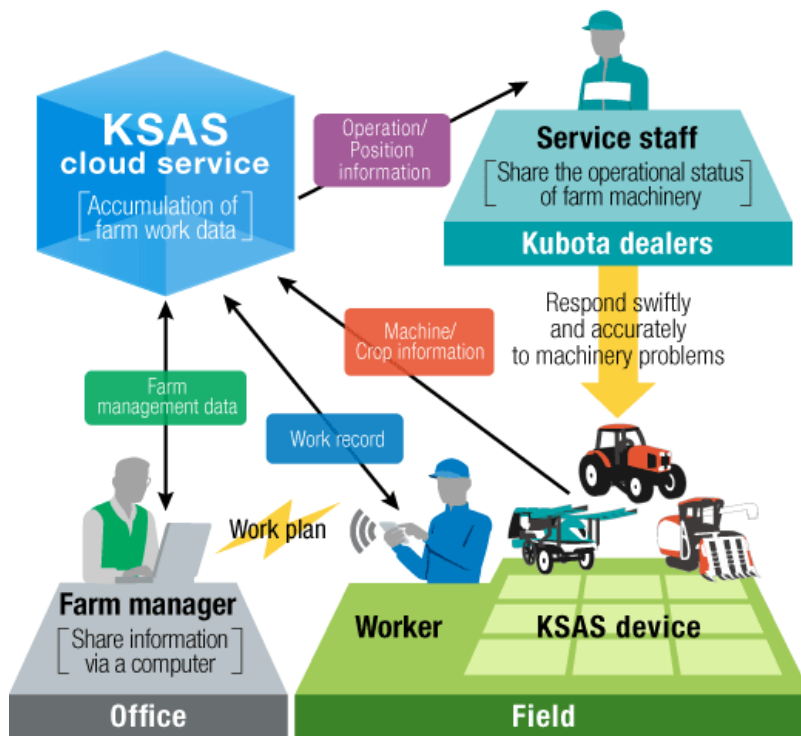 KSAS
cloud service
[Accumulation of
farm work data]
Operation/
Position
information
Service staff
[Share the operational status
of farm machinery]
Kubota dealers
Respond swiftly
and accurately
to machinery problems
Machine/
Crop information
Farm
management data
Work record
Work plan
Farm manager
[Share information
via a computer]
Office
Worker
KSAS device
Field